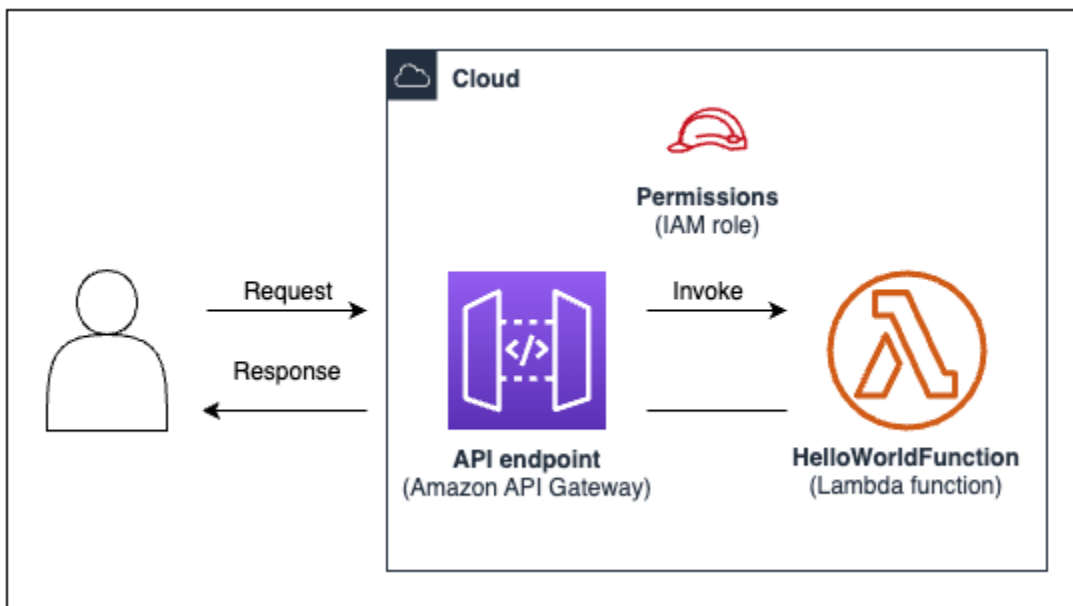 Cloud
Permissions
(IAM role)
Request
Invoke
</>
Response
API endpoint
(Amazon API Gateway)
HelloWorldFunction
(Lambda function)